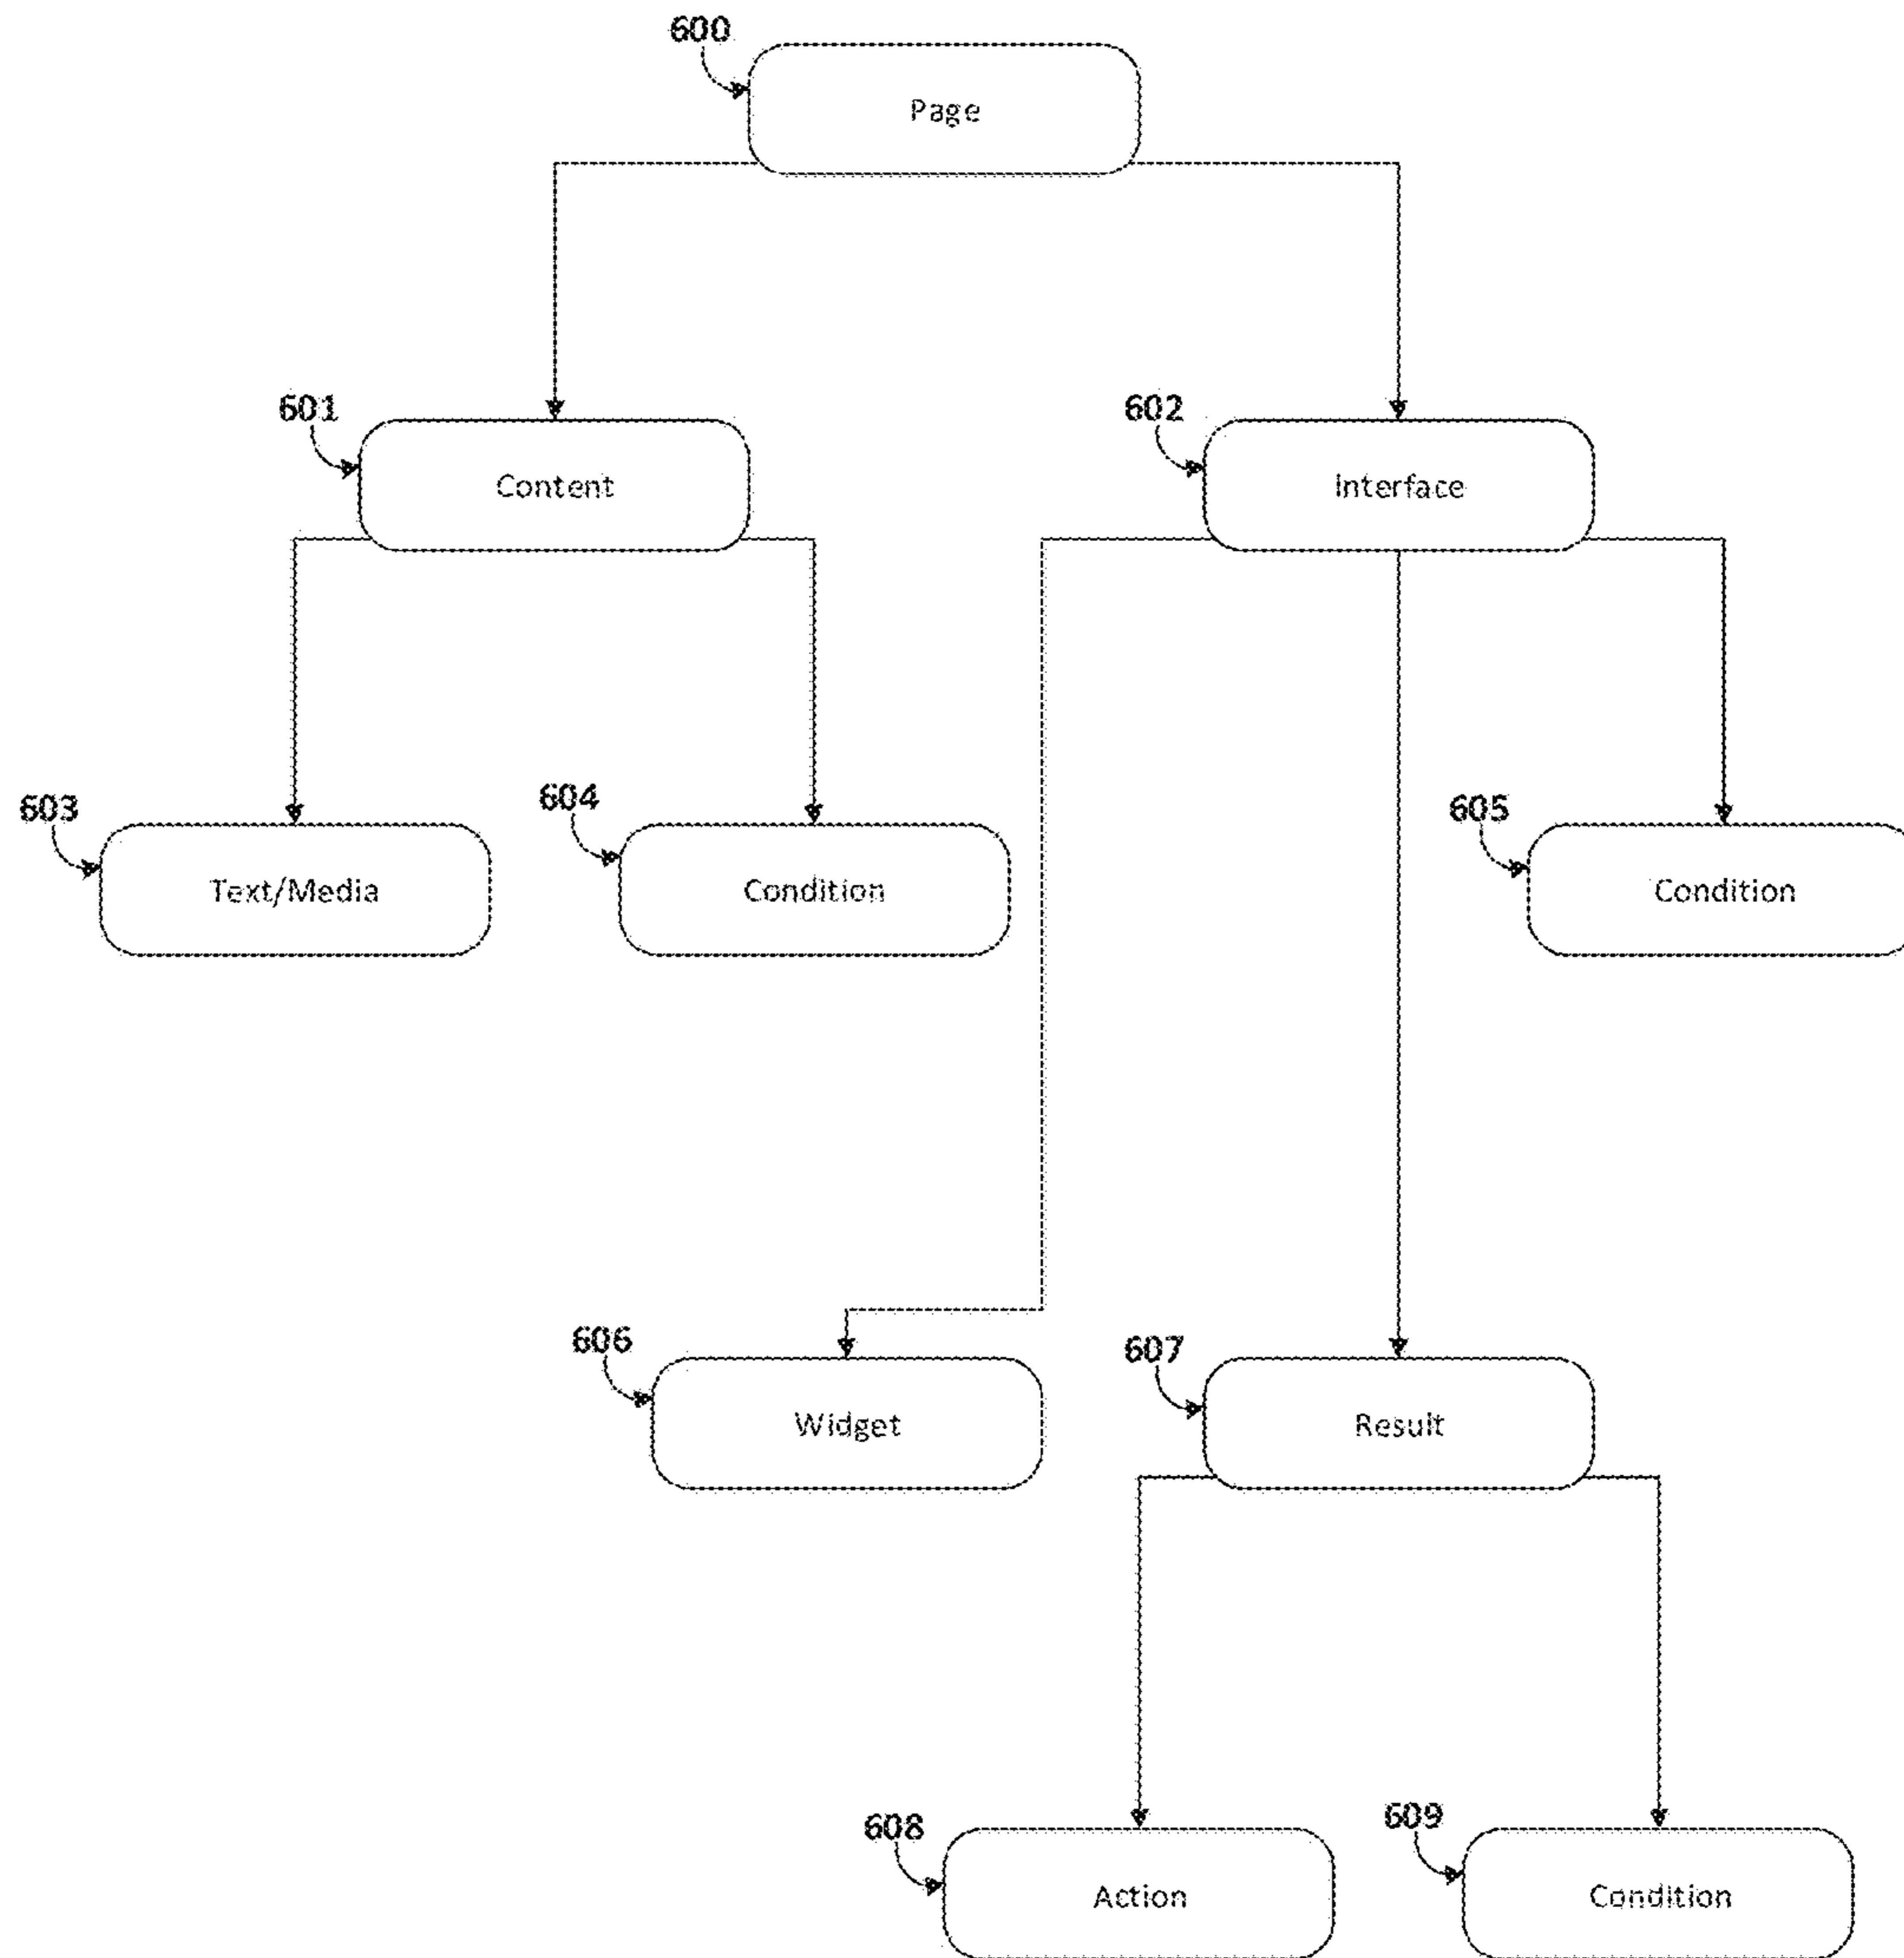 600
Page
601
Content
602
Interface
603
Text/Media
604
Condition
605
Condition
606
Widget
607
Result
608
Action
609
Condition